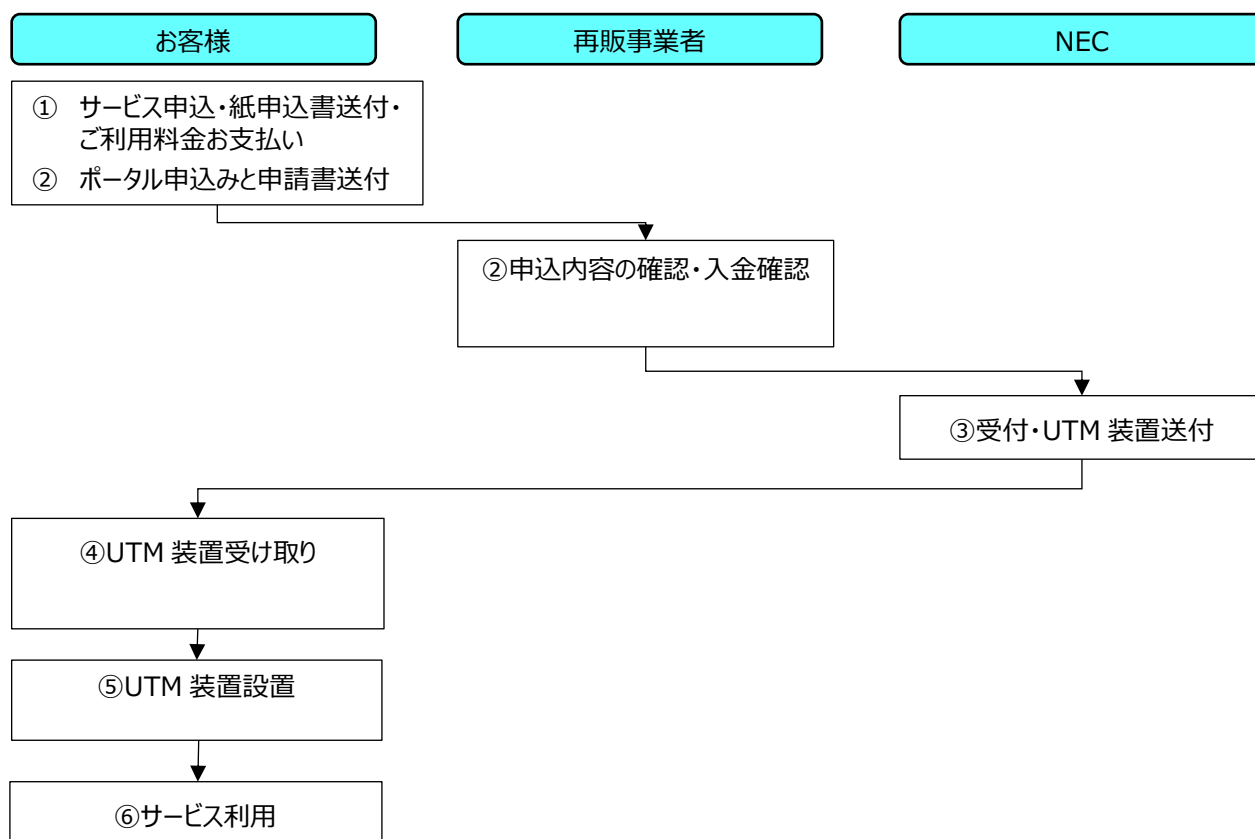 お客様
再販事業者
NEC
① サービス申込・紙申込書送付・
ご利用料金お支払い
② ポータル申込みと申請書送付
②申込内容の確認・入金確認
③受付・UTM 装置送付
④UTM 装置受け取り
⑤UTM 装置設置
⑥サービス利用